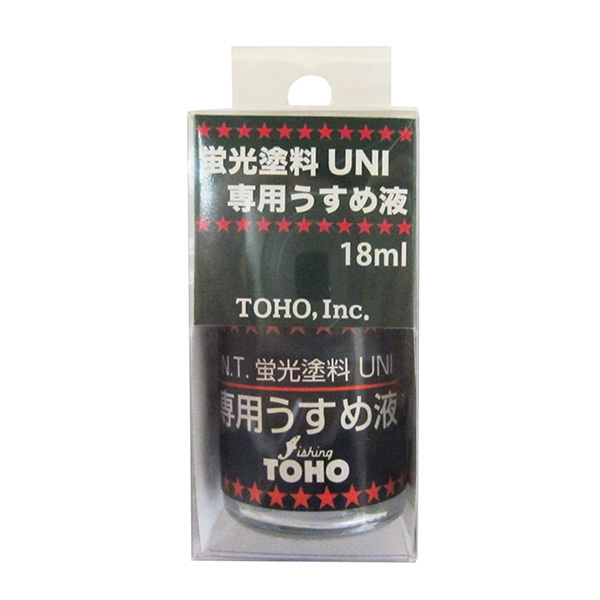 蛍光塗料 UNI
専用うすめ液
18ml
TOHO, Inc.
N.T. 蛍光塗料 UNI
専用うすめ液
fishing
TOHO